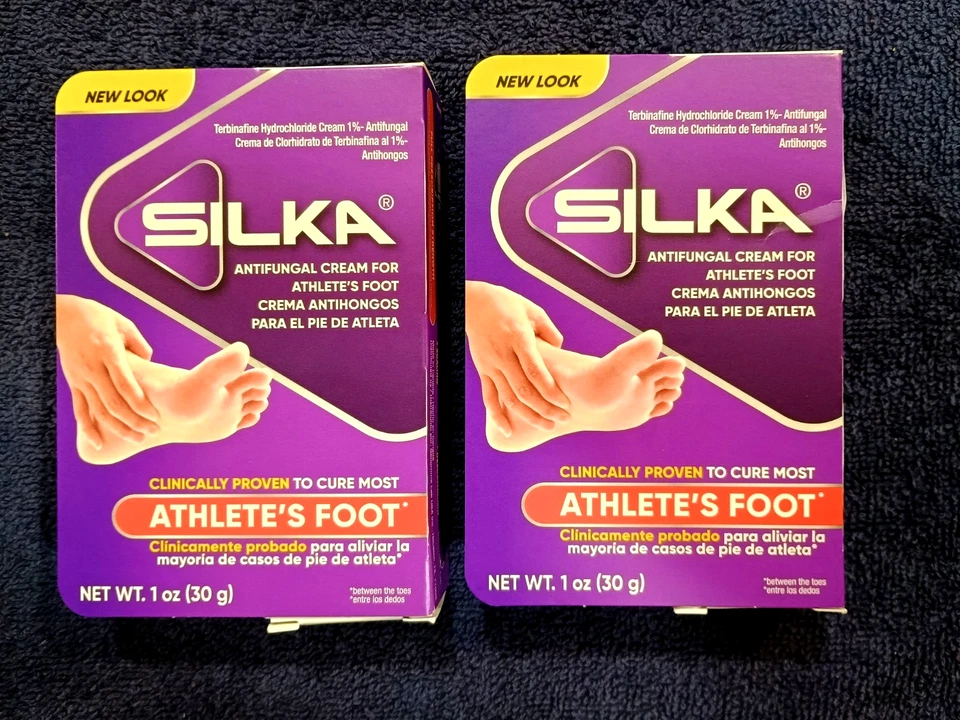 NEW LOOK
Terbinafine Hydrochloride Cream 1%- Antifungal
Crema de Clorhidrato de Terbinafina al 1%-
Antihongos
SILKA®
ANTIFUNGAL CREAM FOR
ATHLETE'S FOOT
CREMA ANTIHONGOS
PARA EL PIE DE ATLETA
CLINICALLY PROVEN TO CURE MOST
ATHLETE'S FOOT*
Clínicamente probado para aliviar la
mayoría de casos de pie de atleta*
NET WT. 1 oz (30 g)
*between the toes
*entre los dedos
NEW LOOK
Terbinafine Hydrochloride Cream 1%- Antifungal
Crema de Clorhidrato de Terbinafina al 1%-
Antihongos
SILKA®
ANTIFUNGAL CREAM FOR
ATHLETE'S FOOT
CREMA ANTIHONGOS
PARA EL PIE DE ATLETA
CLINICALLY PROVEN TO CURE MOST
ATHLETE'S FOOT*
Clínicamente probado para aliviar la
mayoría de casos de pie de atleta*
NET WT. 1 oz (30 g)
*between the toes
*entre los dedos